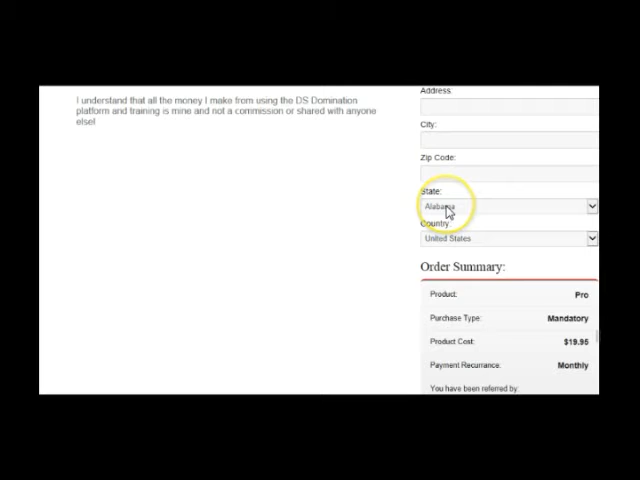 I understand that all the money I make from using the DS Domination
platform and training is mine and not a commission or shared with anyone
else!
Address:
City:
Zip Code:
State:
Alabama
Country:
United States
Order Summary:
Product: Pro
Purchase Type: Mandatory
Product Cost: $19.95
Payment Recurrance: Monthly
You have been referred by: